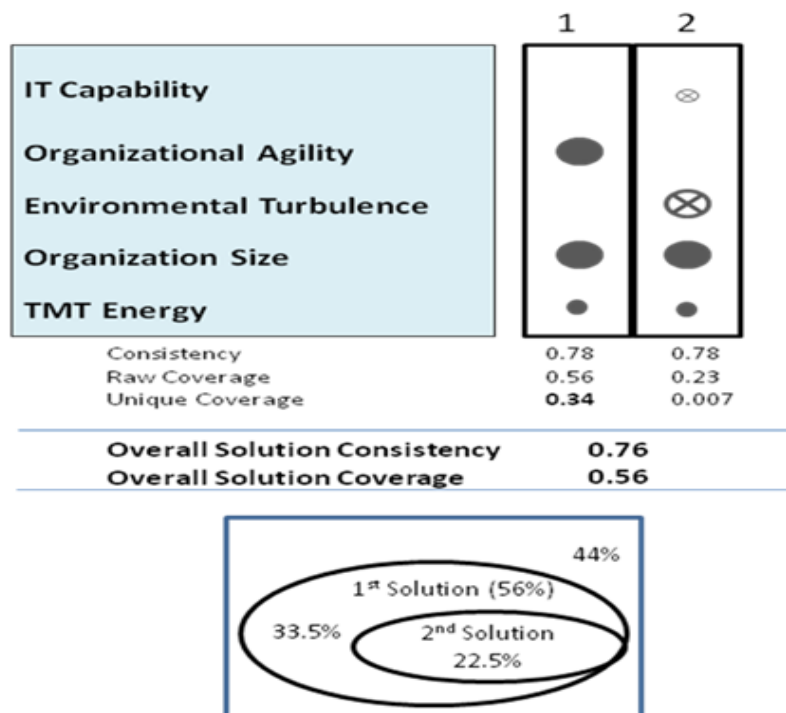 1 2
IT Capability
Organizational Agility
Environmental Turbulence
Organization Size
TMT Energy
Consistency 0.78 0.78
Raw Coverage 0.56 0.23
Unique Coverage 0.34 0.007
Overall Solution Consistency 0.76
Overall Solution Coverage 0.56
44%
1st Solution (56%)
33.5% 2nd Solution
22.5%